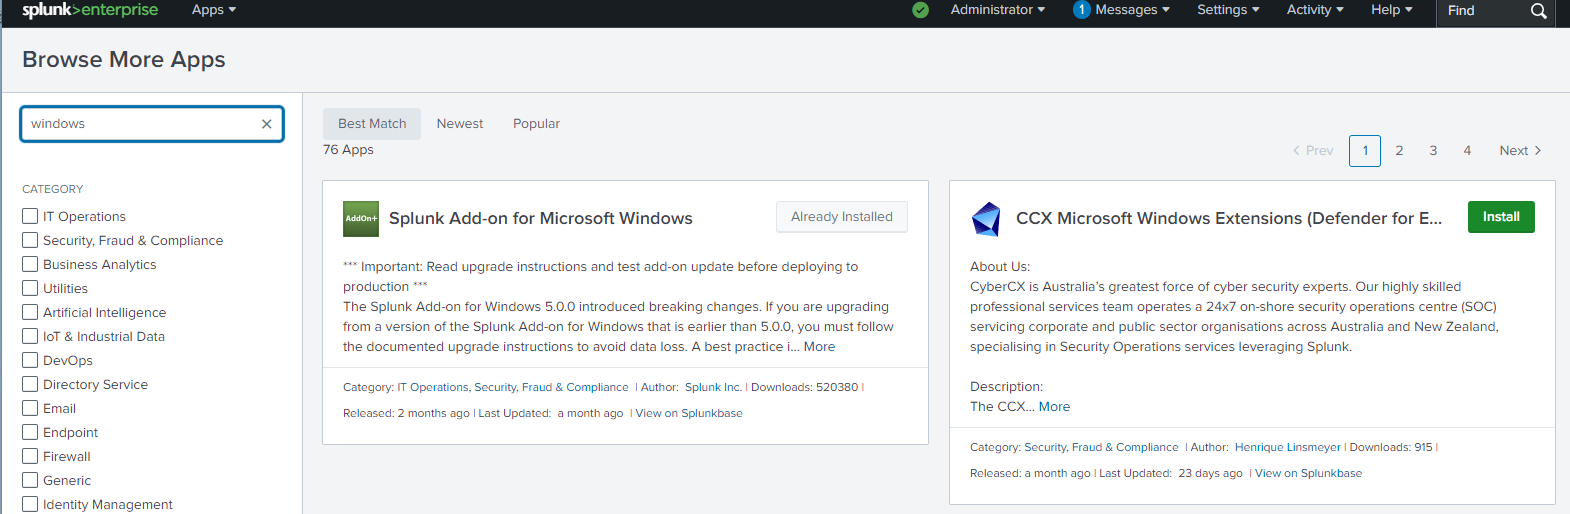 splunk>enterprise Apps Administrator 1 Messages Settings Activity Help Find
Browse More Apps
windows
CATEGORY
IT Operations
Security, Fraud & Compliance
Business Analytics
Utilities
Artificial Intelligence
IoT & Industrial Data
DevOps
Directory Service
Email
Endpoint
Firewall
Generic
Identity Management
Best Match Newest Popular
76 Apps
Prev 1 2 3 4 Next
AddOn+ Splunk Add-on for Microsoft Windows Already Installed
*** Important: Read upgrade instructions and test add-on update before deploying to
production ***
The Splunk Add-on for Windows 5.0.0 introduced breaking changes. If you are upgrading
from a version of the Splunk Add-on for Windows that is earlier than 5.0.0, you must follow
the documented upgrade instructions to avoid data loss. A best practice i... More
Category: IT Operations, Security, Fraud & Compliance | Author: Splunk Inc. | Downloads: 520380 |
Released: 2 months ago | Last Updated: a month ago | View on Splunkbase
CCX Microsoft Windows Extensions (Defender for E... Install
About Us:
CyberCX is Australia's greatest force of cyber security experts. Our highly skilled
professional services team operates a 24x7 on-shore security operations centre (SOC)
servicing corporate and public sector organisations across Australia and New Zealand,
specialising in Security Operations services leveraging Splunk.
Description:
The CCX... More
Category: Security, Fraud & Compliance | Author: Henrique Linsmeyer | Downloads: 915 |
Released: a month ago | Last Updated: 23 days ago | View on Splunkbase